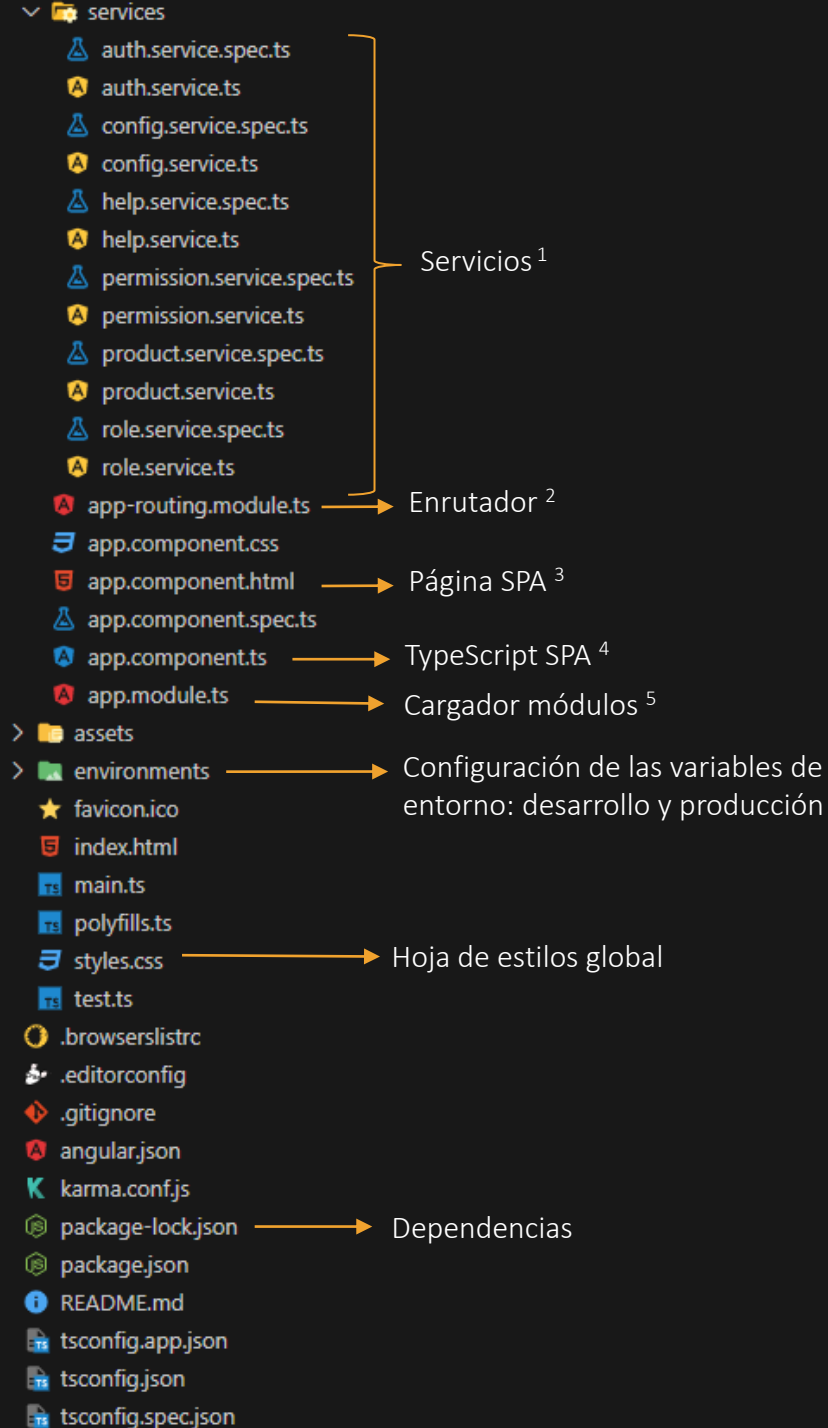 services
auth.service.spec.ts
auth.service.ts
config.service.spec.ts
config.service.ts
help.service.spec.ts
help.service.ts
Servicios 1
permission.service.spec.ts
permission.service.ts
product.service.spec.ts
product.service.ts
role.service.spec.ts
role.service.ts
app-routing.module.ts
Enrutador 2
app.component.css
app.component.html
Página SPA 3
app.component.spec.ts
app.component.ts
TypeScript SPA 4
app.module.ts
Cargador módulos 5
assets
environments
Configuración de las variables de
entorno: desarrollo y producción
favicon.ico
index.html
main.ts
polyfills.ts
styles.css
Hoja de estilos global
test.ts
.browserslistrc
.editorconfig
.gitignore
angular.json
karma.conf.js
package-lock.json
Dependencias
package.json
README.md
tsconfig.app.json
tsconfig.json
tsconfig.spec.json